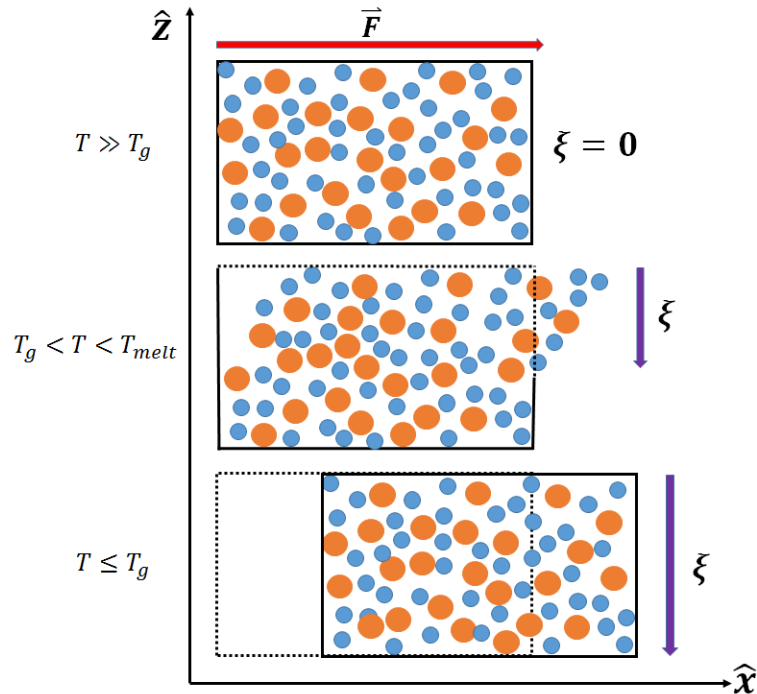 ẑ
F⃗
T ≫ T_g
ξ = 0
T_g < T < T_melt
ξ
T ≤ T_g
ξ
x̂